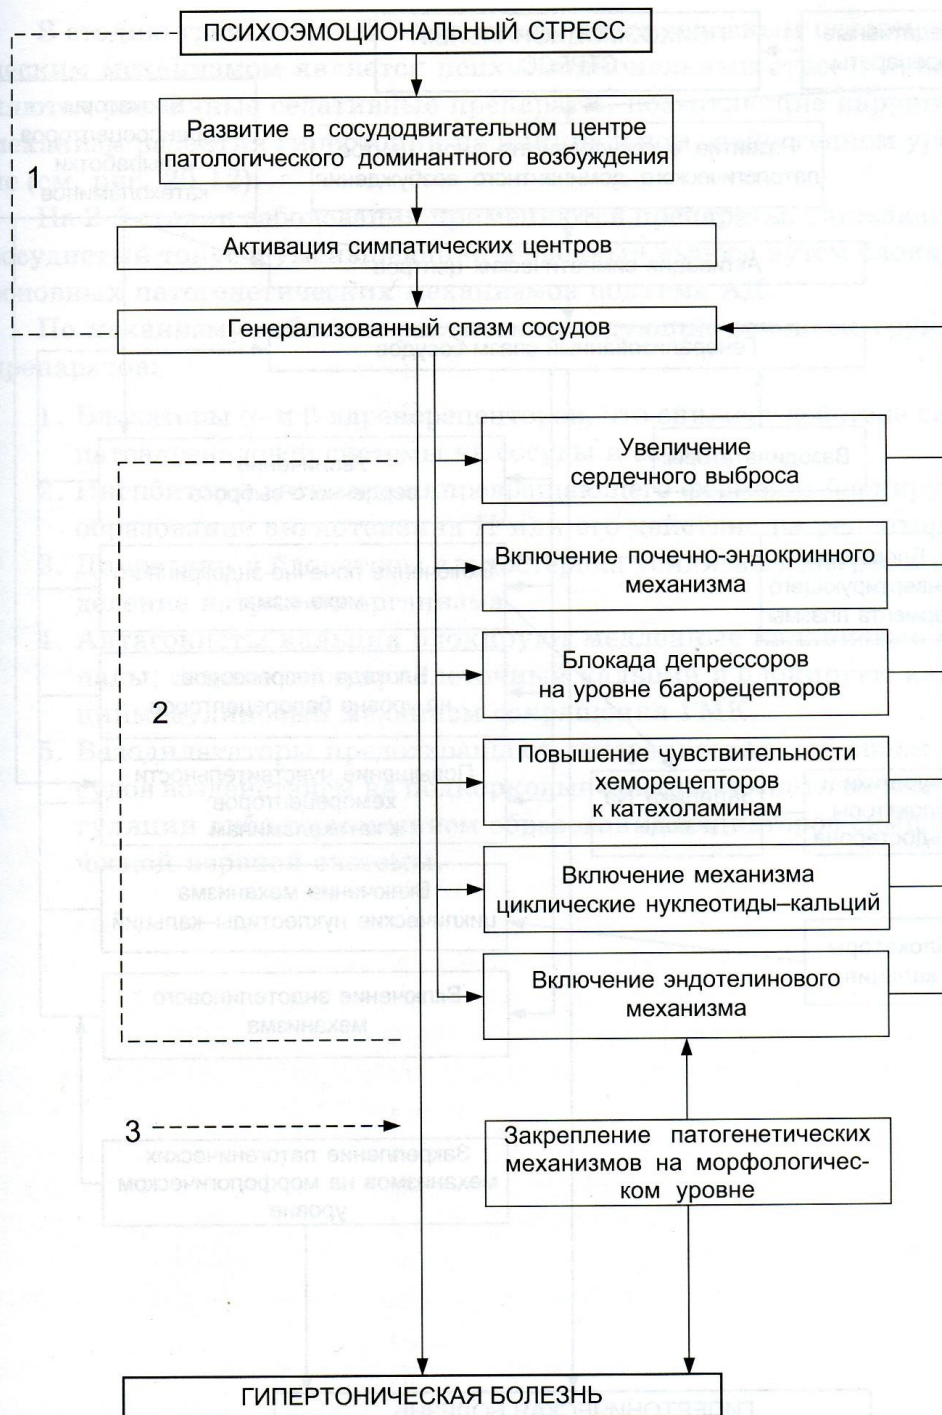 ПСИХОЭМОЦИОНАЛЬНЫЙ СТРЕСС
Развитие в сосудодвигательном центре
патологического доминантного возбуждения
1
Активация симпатических центров
Генерализованный спазм сосудов
Увеличение
сердечного выброса
Включение почечно-эндокринного
механизма
Блокада депрессоров
на уровне барорецепторов
2
Повышение чувствительности
хеморецепторов
к катехоламинам
Включение механизма
циклические нуклеотиды–кальций
Включение эндотелинового
механизма
3
Закрепление патогенетических
механизмов на морфологичес-
ком уровне
ГИПЕРТОНИЧЕСКАЯ БОЛЕЗНЬ